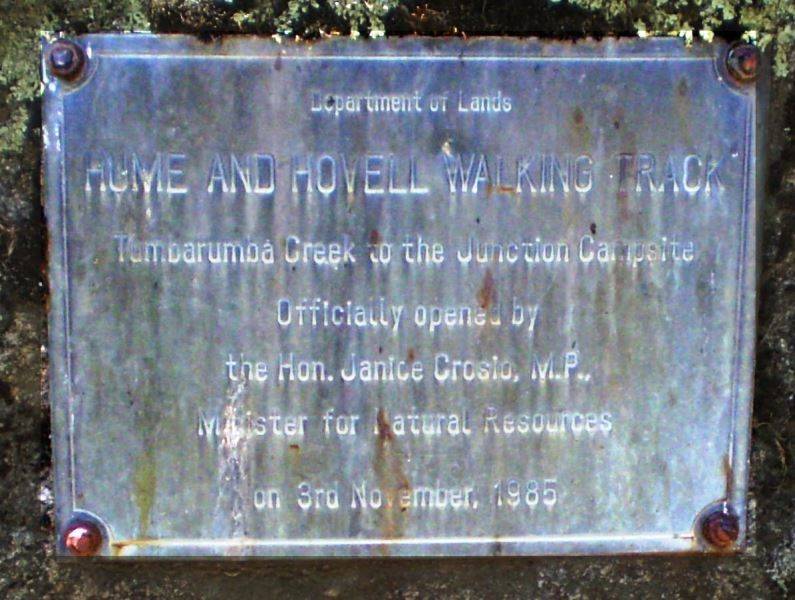 Department of Lands
HUME AND HOVELL WALKING TRACK
Tumbarumba Creek to the Junction Campsite
Officially opened by
the Hon. Janice Crosio, M.P.,
Minister for Natural Resources
on 3rd November, 1985